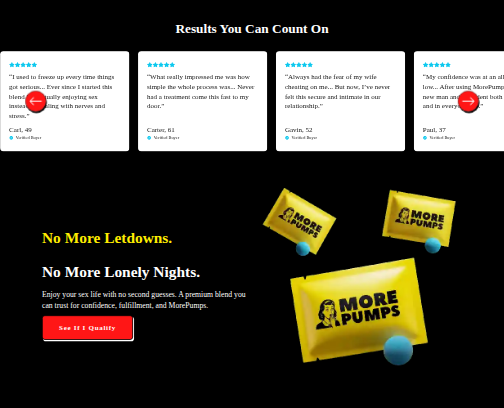 Results You Can Count On
“I used to freeze up every time things
got serious... Ever since I started this
“What really impressed me was how
simple the whole process was... Never
had a treatment come this fast to my
door.”
“Always had the fear of my wife
cheating on me... But now, I’ve never
felt this secure and intimate in our
relationship.”
“My confidence was at an all
low... After using MorePumps
new man and
and in every
blend, enjoying sex
instead dealing with nerves and
stress.”
Carl, 49
Verified Buyer
Carter, 61
Verified Buyer
Gavin, 52
Verified Buyer
Paul, 37
Verified Buyer
No More Letdowns.
No More Lonely Nights.
Enjoy your sex life with no second guesses. A premium blend you
can trust for confidence, fulfillment, and MorePumps.
See If I Qualify
MORE
PUMPS
MORE
PUMPS
MORE
PUMPS